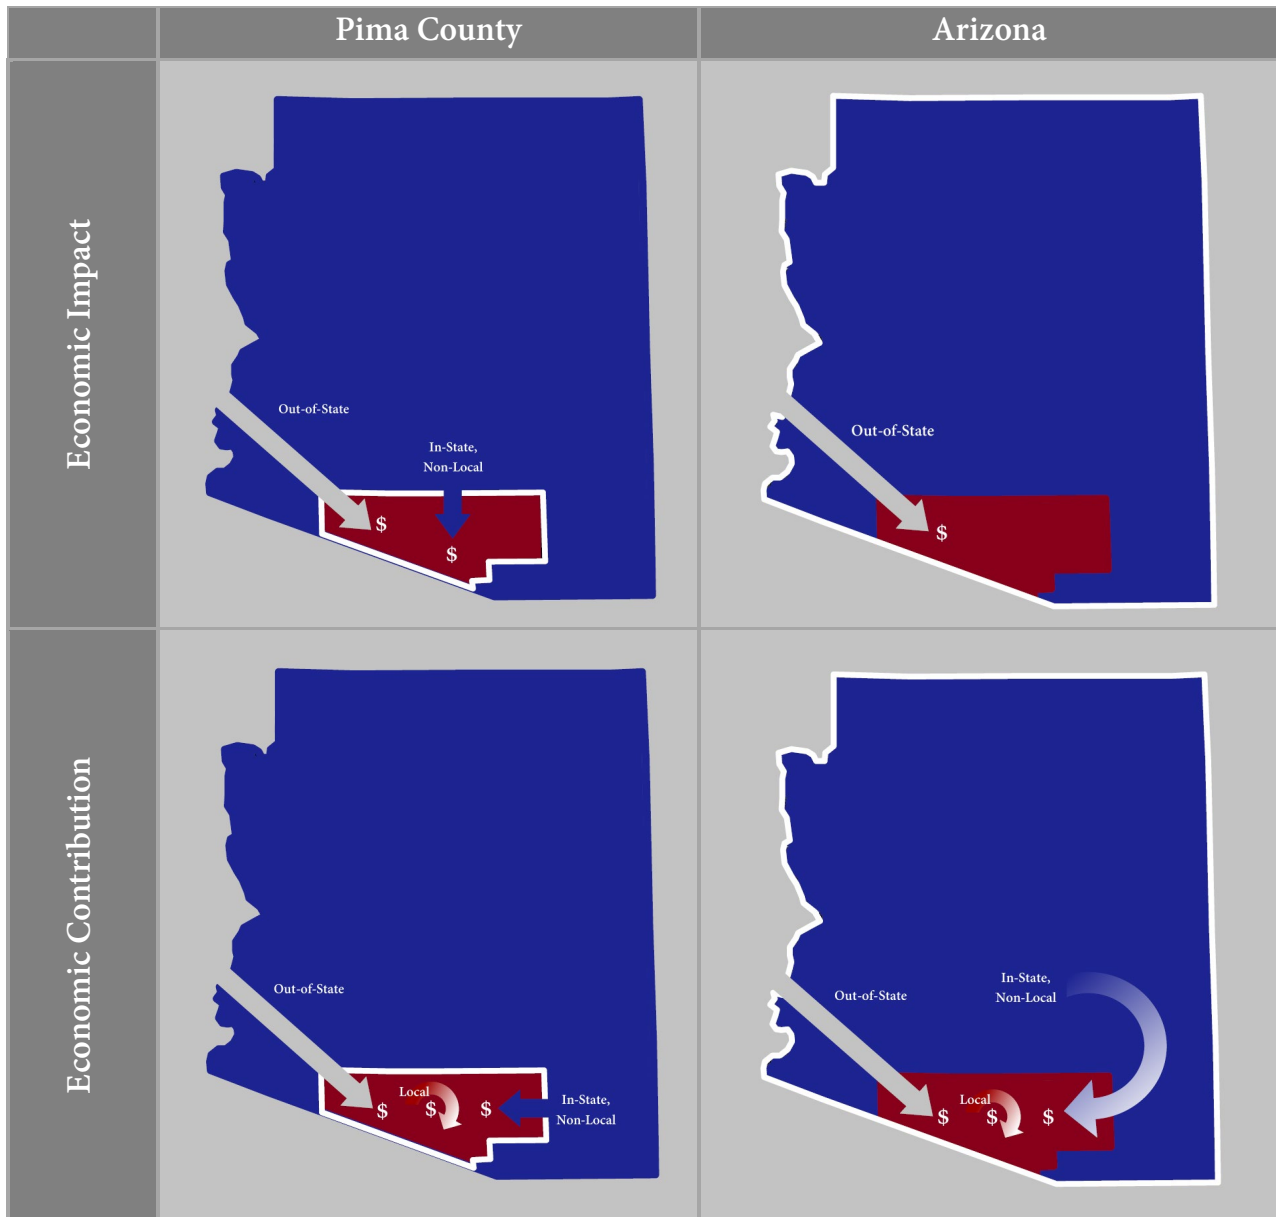 Pima County
Arizona
Economic Impact
Out-of-State
In-State,
Non-Local
$
$
Out-of-State
$
Economic Contribution
Out-of-State
Local
$
$
$
In-State,
Non-Local
Out-of-State
In-State,
Non-Local
Local
$
$
$